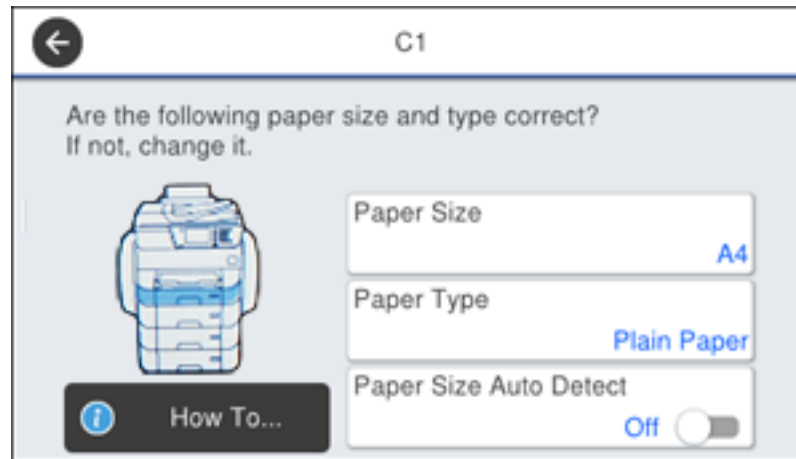 C1
Are the following paper size and type correct?
If not, change it.
Paper Size
A4
Paper Type
Plain Paper
Paper Size Auto Detect
Off
How To...